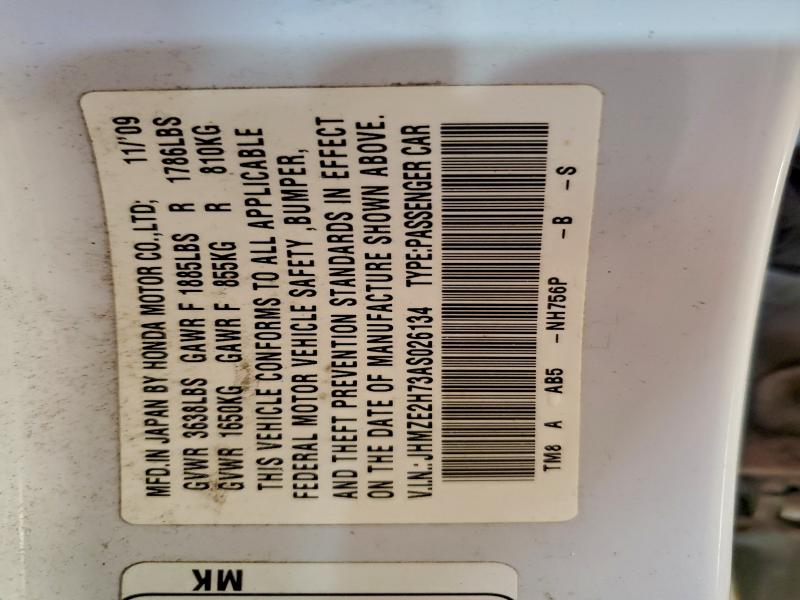 MFD.IN JAPAN BY HONDA MOTOR CO.,LTD; 11/'09
GVWR 3638LBS GAWR F 1885LBS R 1786LBS
GVWR 1650KG GAWR F 855KG R 810KG
THIS VEHICLE CONFORMS TO ALL APPLICABLE
FEDERAL MOTOR VEHICLE SAFETY ,BUMPER,
AND THEFT PREVENTION STANDARDS IN EFFECT
ON THE DATE OF MANUFACTURE SHOWN ABOVE.
V.I.N.: JHMZE2H73AS026134 TYPE:PASSENGER CAR
TM8 A AB5 -NH756P -B -S
MK